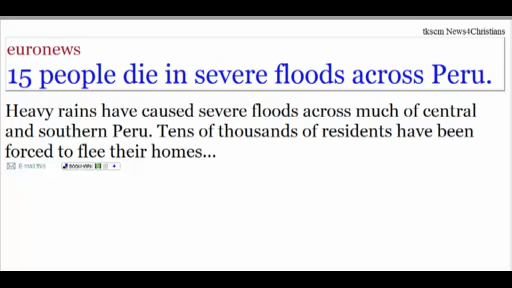 tkscm News4Christians
euronews
15 people die in severe floods across Peru.
Heavy rains have caused severe floods across much of central
and southern Peru. Tens of thousands of residents have been
forced to flee their homes...
E-mail this
BOOKMARK